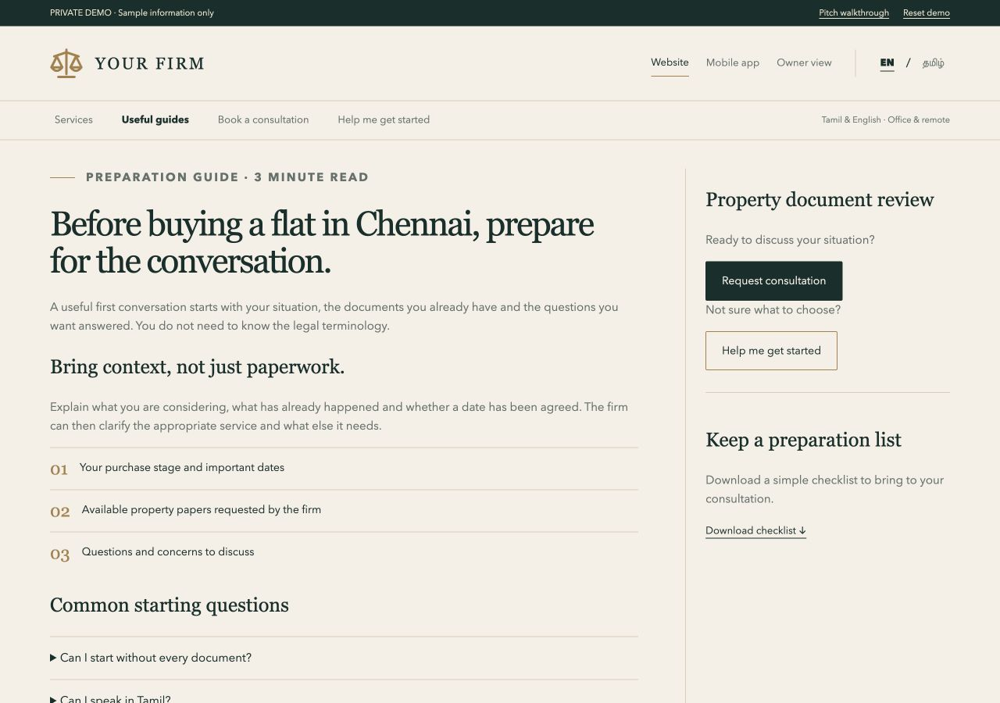 PRIVATE DEMO · Sample information only
Pitch walkthrough
Reset demo
YOUR FIRM
Website
Mobile app
Owner view
EN / தமிழ்
Services
Useful guides
Book a consultation
Help me get started
Tamil & English · Office & remote
PREPARATION GUIDE · 3 MINUTE READ
Before buying a flat in Chennai, prepare
for the conversation.
A useful first conversation starts with your situation, the documents you already have and the questions you
want answered. You do not need to know the legal terminology.
Bring context, not just paperwork.
Explain what you are considering, what has already happened and whether a date has been agreed. The firm
can then clarify the appropriate service and what else it needs.
01 Your purchase stage and important dates
02 Available property papers requested by the firm
03 Questions and concerns to discuss
Common starting questions
▶ Can I start without every document?
▶ Can I speak in Tamil?
Property document review
Ready to discuss your situation?
Request consultation
Not sure what to choose?
Help me get started
Keep a preparation list
Download a simple checklist to bring to your
consultation.
Download checklist ↓